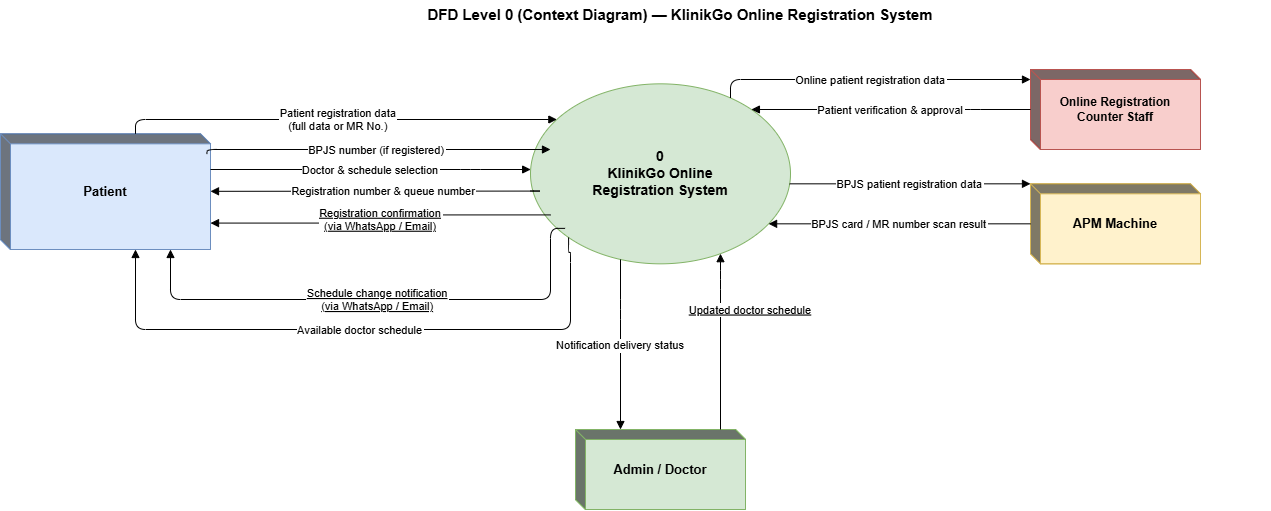 DFD Level 0 (Context Diagram) — KlinikGo Online Registration System
Online patient registration data
Patient verification & approval
Online Registration
Counter Staff
Patient registration data
(full data or MR No.)
BPJS number (if registered)
Doctor & schedule selection
Registration number & queue number
Registration confirmation
(via WhatsApp / Email)
Patient
0
KlinikGo Online
Registration System
BPJS patient registration data
BPJS card / MR number scan result
APM Machine
Schedule change notification
(via WhatsApp / Email)
Available doctor schedule
Updated doctor schedule
Notification delivery status
Admin / Doctor